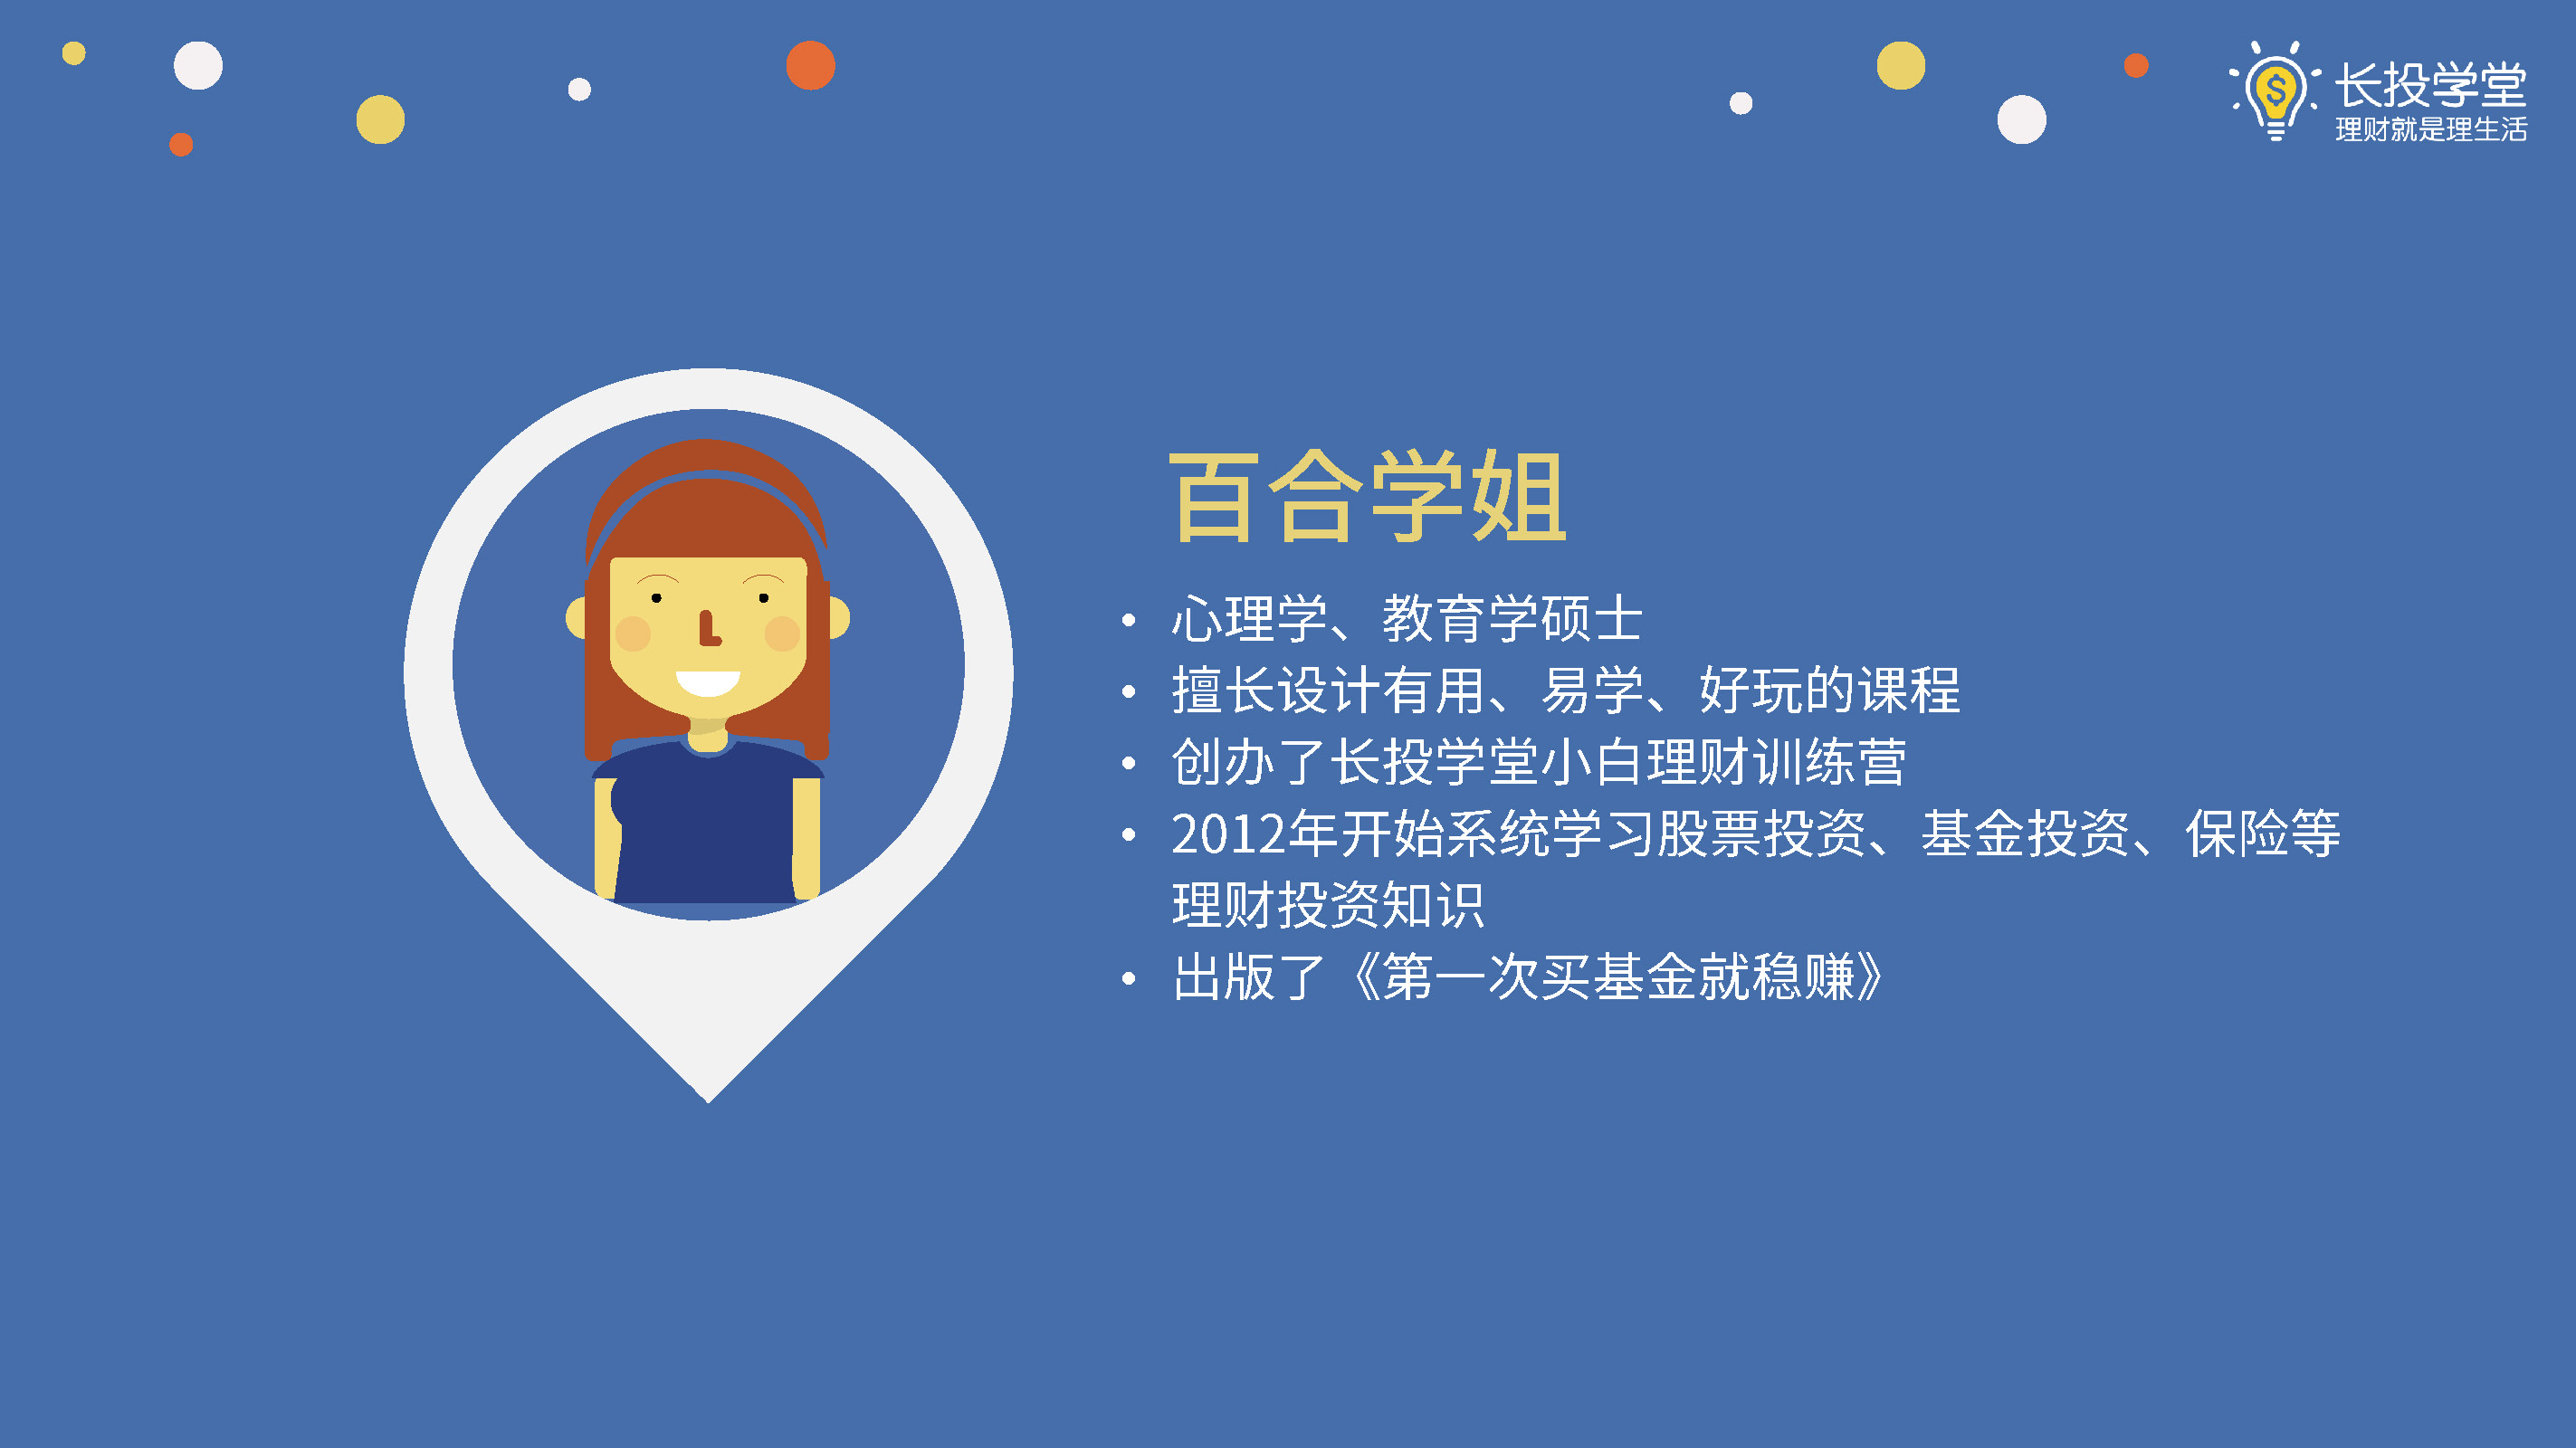 长投学堂
理财就是理生活
百合学姐
• 心理学、教育学硕士
• 擅长设计有用、易学、好玩的课程
• 创办了长投学堂小白理财训练营
• 2012年开始系统学习股票投资、基金投资、保险等
理财投资知识
• 出版了《第一次买基金就稳赚》